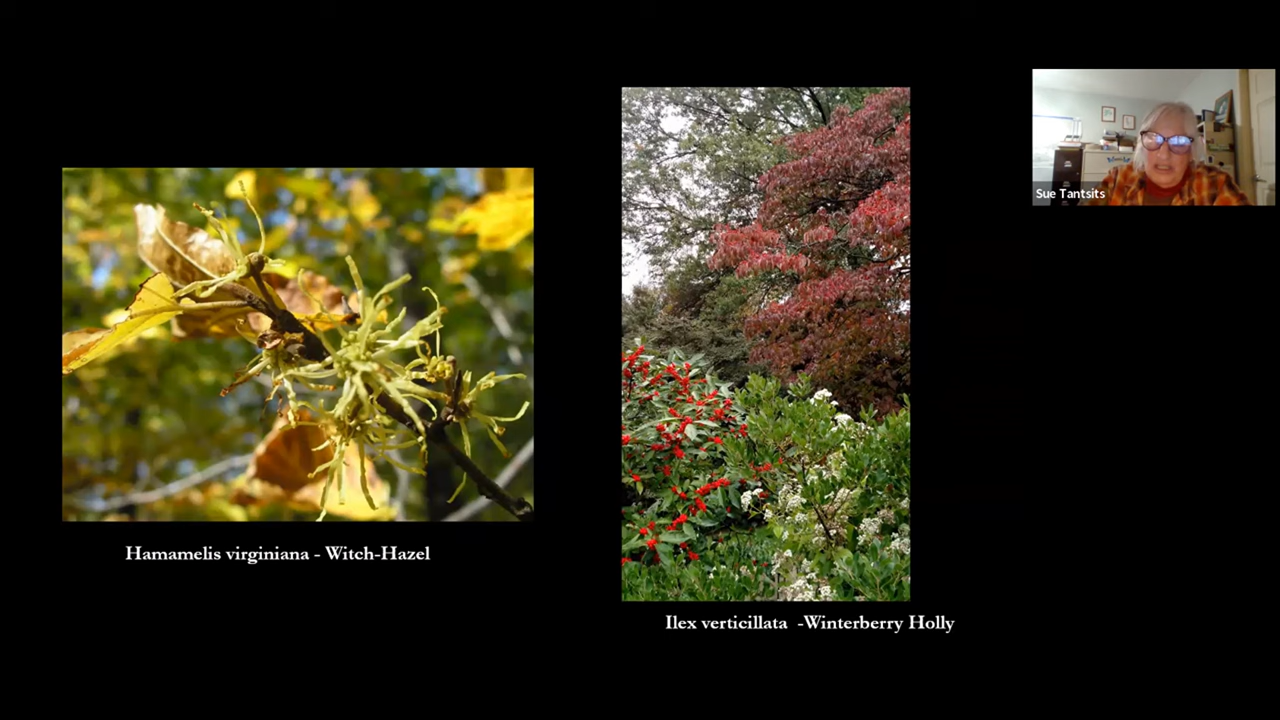 Sue Tantsits
Hamamelis virginiana - Witch-Hazel
Ilex verticillata -Winterberry Holly